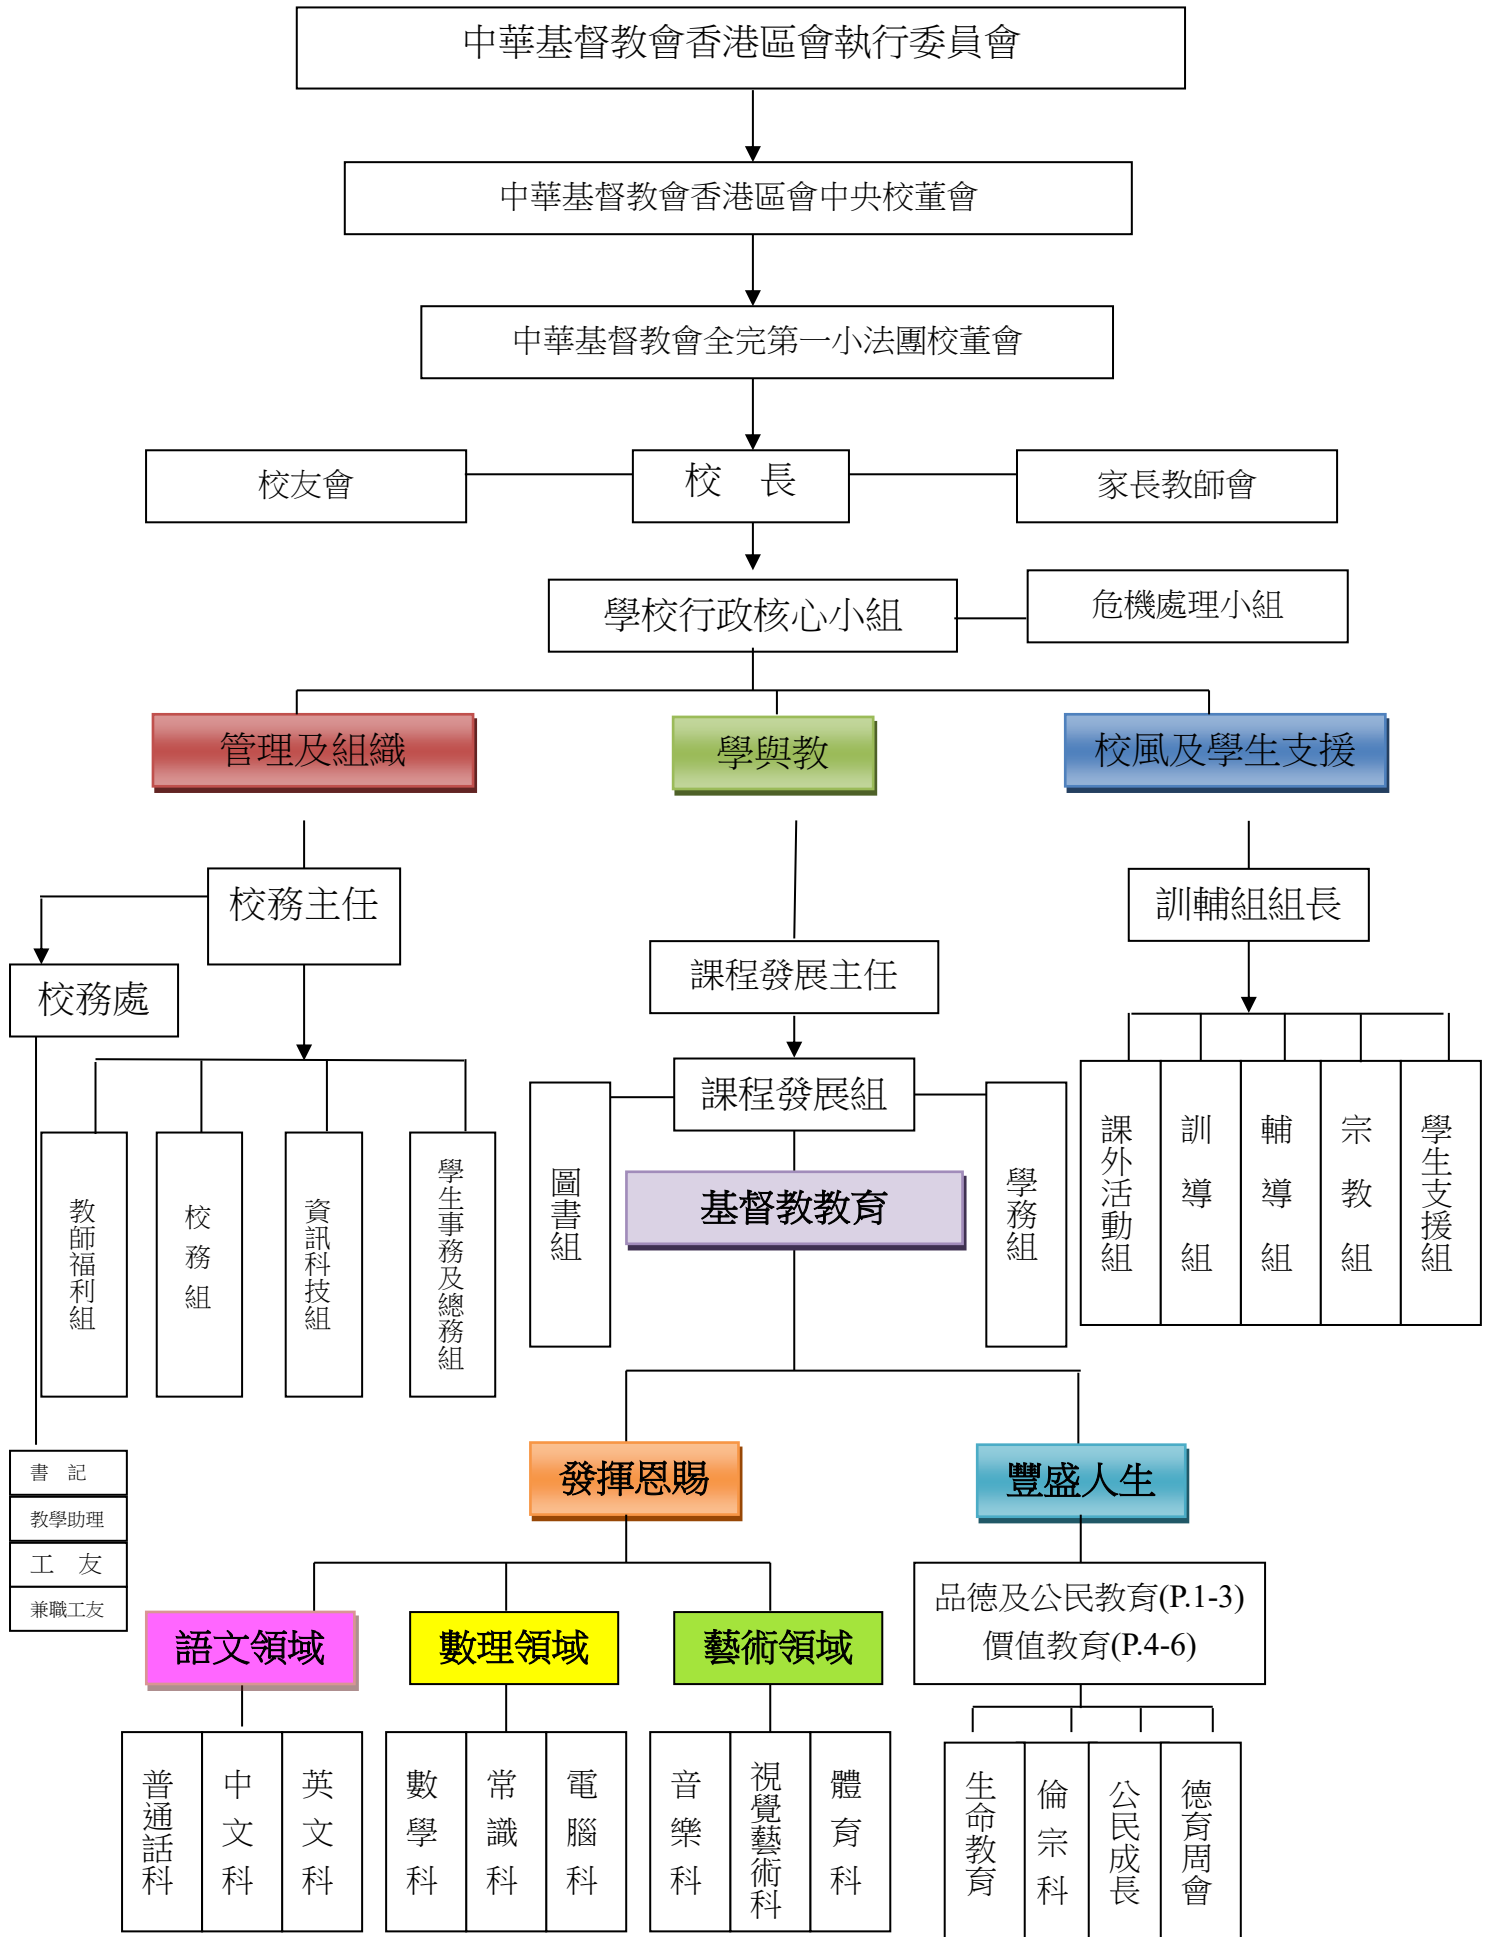 中華基督教會香港區會執行委員會
中華基督教會香港區會中央校董會
中華基督教會全完第一小法團校董會
校友會
校　長
家長教師會
學校行政核心小組
危機處理小組
管理及組織
學與教
校風及學生支援
校務主任
訓輔組組長
校務處
課程發展主任
課程發展組
教師福利組
校務組
資訊科技組
學生事務及總務組
圖書組
基督教教育
學務組
課外活動組
訓導組
輔導組
宗教組
學生支援組
書　記
教學助理
工　友
兼職工友
發揮恩賜
豐盛人生
語文領域
數理領域
藝術領域
品德及公民教育(P.1-3)
價值教育(P.4-6)
普通話科
中文科
英文科
數學科
常識科
電腦科
音樂科
視覺藝術科
體育科
生命教育
倫宗科
公民成長
德育周會